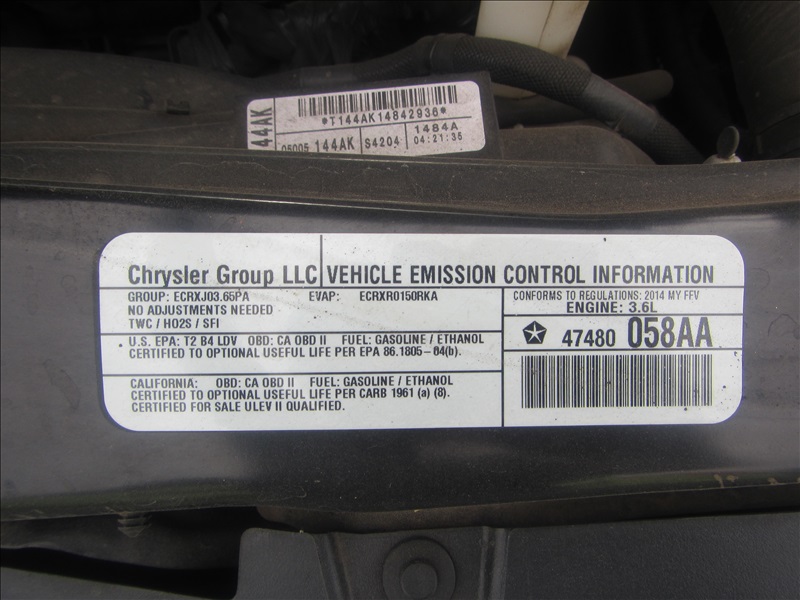 44AK
*T144AK14842938*
05005 144AK S4204 1484A
04:21:35
Chrysler Group LLC VEHICLE EMISSION CONTROL INFORMATION
GROUP: ECRXJ03.65PA EVAP: ECRXR0150RKA
NO ADJUSTMENTS NEEDED
TWC / HO2S / SFI
CONFORMS TO REGULATIONS: 2014 MY FFV
ENGINE: 3.6L
47480 058AA
U.S. EPA: T2 B4 LDV OBD: CA OBD II FUEL: GASOLINE / ETHANOL
CERTIFIED TO OPTIONAL USEFUL LIFE PER EPA 86.1805-04(b).
CALIFORNIA: OBD: CA OBD II FUEL: GASOLINE / ETHANOL
CERTIFIED TO OPTIONAL USEFUL LIFE PER CARB 1961 (a) (8).
CERTIFIED FOR SALE ULEV II QUALIFIED.